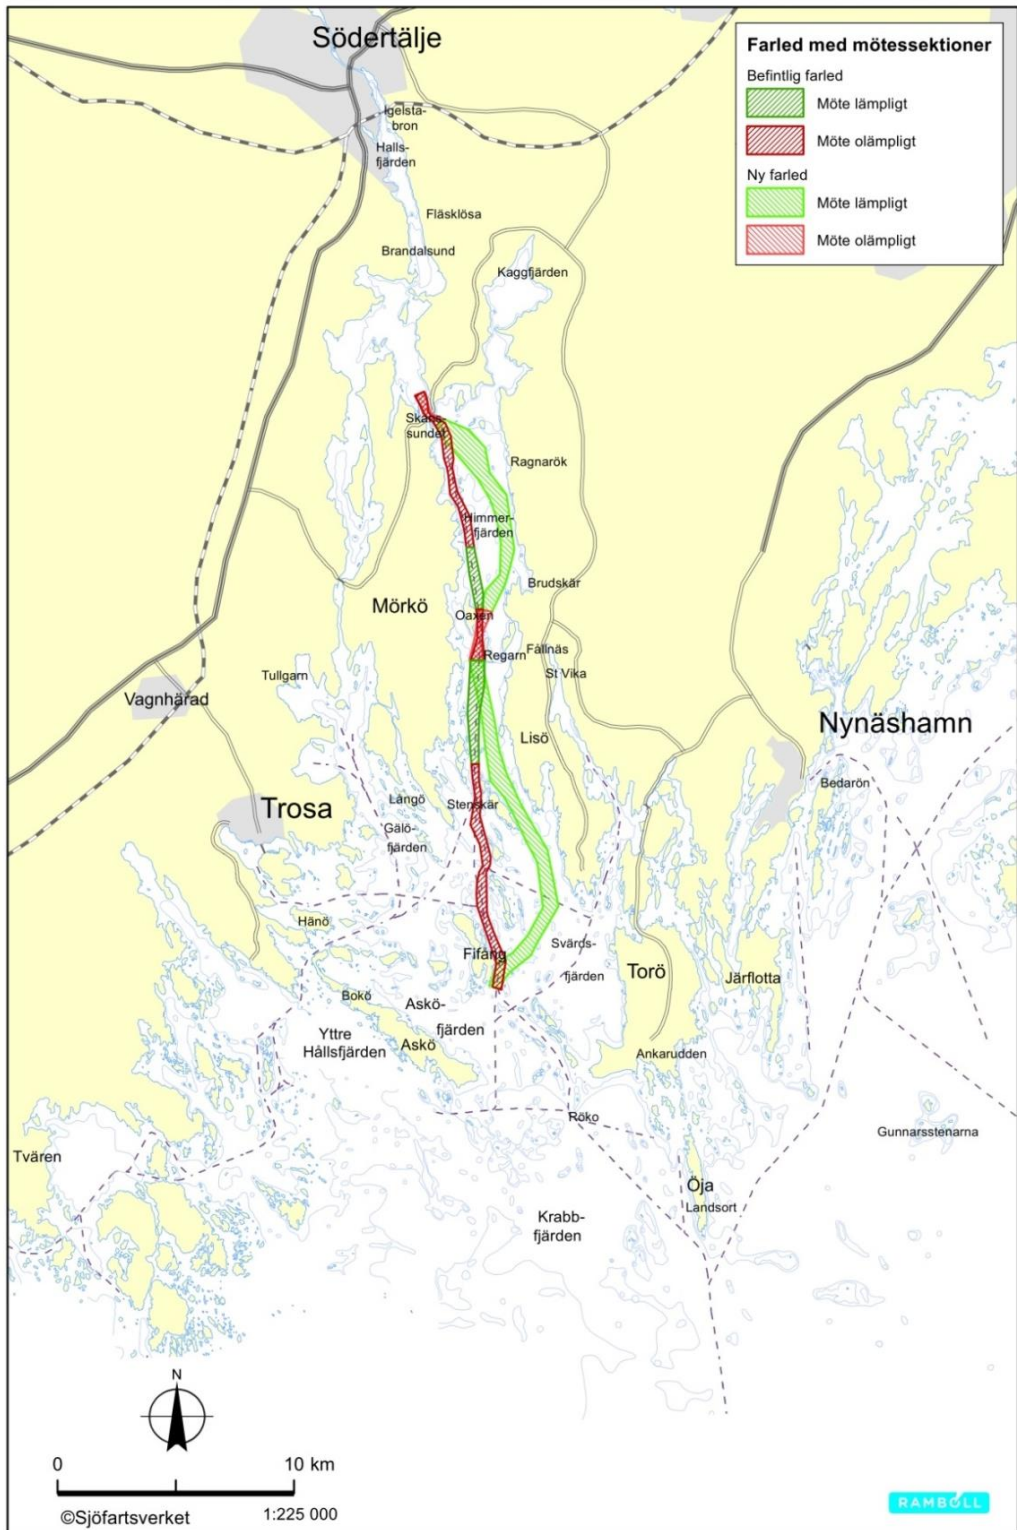 Södertälje
Farled med mötessektioner
Befintlig farled
Möte lämpligt
Möte olämpligt
Ny farled
Möte lämpligt
Möte olämpligt
Igelsta-
bron
Halls-
fjärden
Fläsklösa
Brandalsund
Kaggfjärden
Skans-
sundet
Ragnarök
Himmer-
fjärden
Brudskär
Mörkö
Oaxen
Regarn
Fållnäs
St Vika
Tullgarn
Vagnhärad
Nynäshamn
Lisö
Bedarön
Trosa
Långö
Stenskär
Gälö-
fjärden
Hänö
Fifång
Svärds-
fjärden
Torö
Järflotta
Bokö
Askö-
fjärden
Yttre
Hållsfjärden
Askö
Ankarudden
Röko
Gunnarsstenarna
Tvären
Öja
Landsort
Krabb-
fjärden
N
0 10 km
©Sjöfartsverket 1:225 000
RAMBOLL